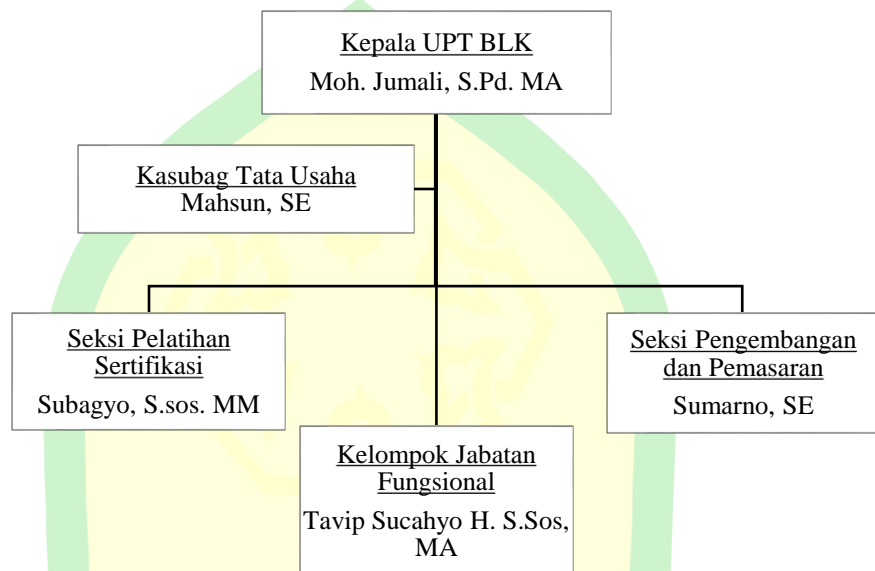 Kepala UPT BLK
Moh. Jumali, S.Pd. MA
Kasubag Tata Usaha
Mahsun, SE
Seksi Pelatihan
Sertifikasi
Subagyo, S.sos. MM
Kelompok Jabatan
Fungsional
Tavip Sucahyo H. S.Sos,
MA
Seksi Pengembangan
dan Pemasaran
Sumarno, SE